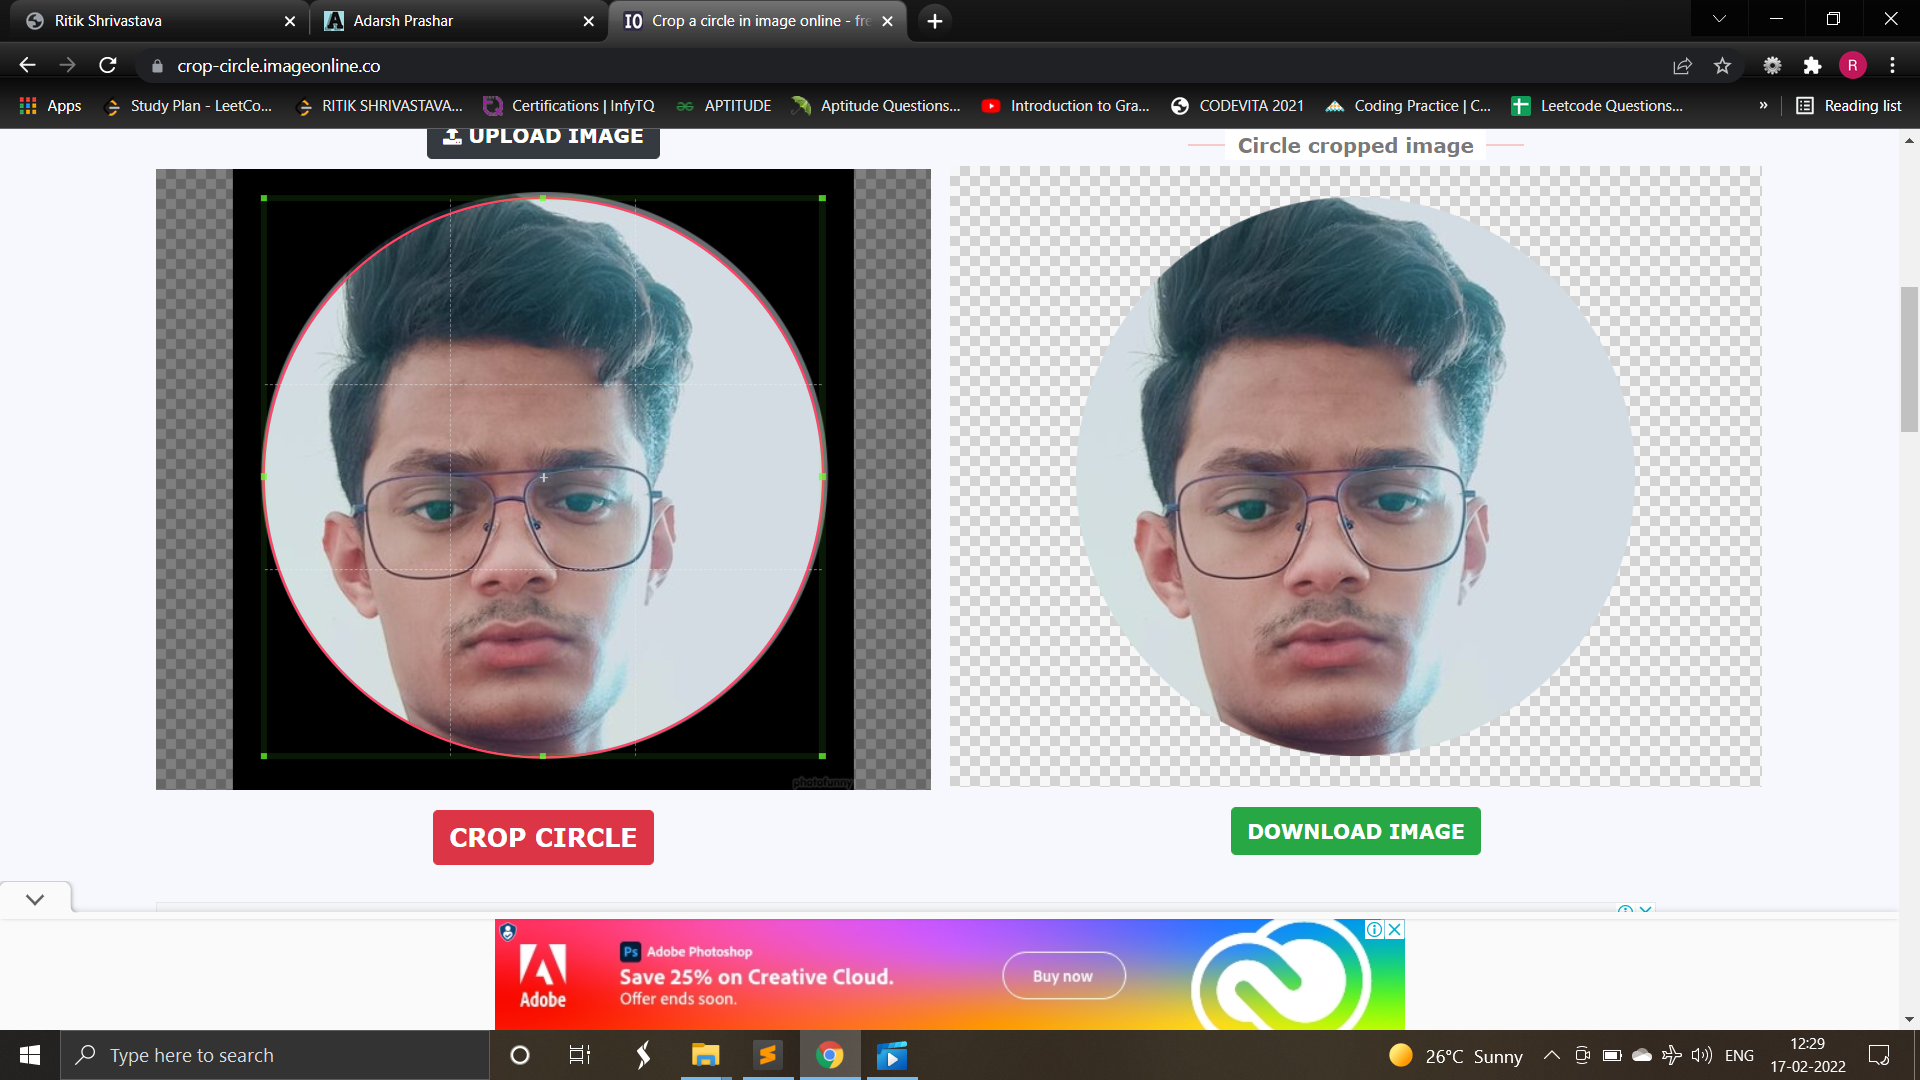 Ritik Shrivastava
Adarsh Prashar
IO Crop a circle in image online - fre
crop-circle.imageonline.co
R
Apps
Study Plan - LeetCo...
RITIK SHRIVASTAVA...
Certifications | InfyTQ
APTITUDE
Aptitude Questions...
Introduction to Gra...
CODEVITA 2021
Coding Practice | C...
Leetcode Questions...
»
Reading list
UPLOAD IMAGE
Circle cropped image
photofunny
CROP CIRCLE
DOWNLOAD IMAGE
Ps Adobe Photoshop
Save 25% on Creative Cloud.
Offer ends soon.
Adobe
Buy now
Type here to search
26°C Sunny
ENG
12:29
17-02-2022